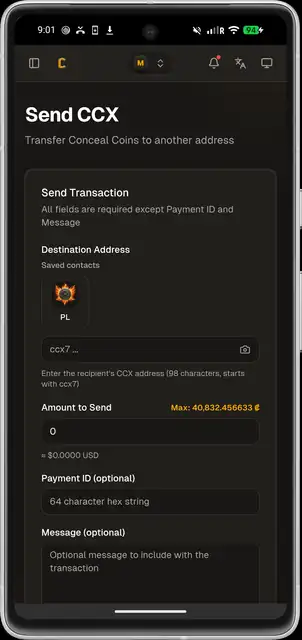 9:01
R
94
C
M
Send CCX
Transfer Conceal Coins to another address
Send Transaction
All fields are required except Payment ID and
Message
Destination Address
Saved contacts
PL
ccx7 ...
Enter the recipient's CCX address (98 characters, starts
with ccx7)
Amount to Send Max: 40,832.456633 ₡
0
≈ $0.0000 USD
Payment ID (optional)
64 character hex string
Message (optional)
Optional message to include with the
transaction